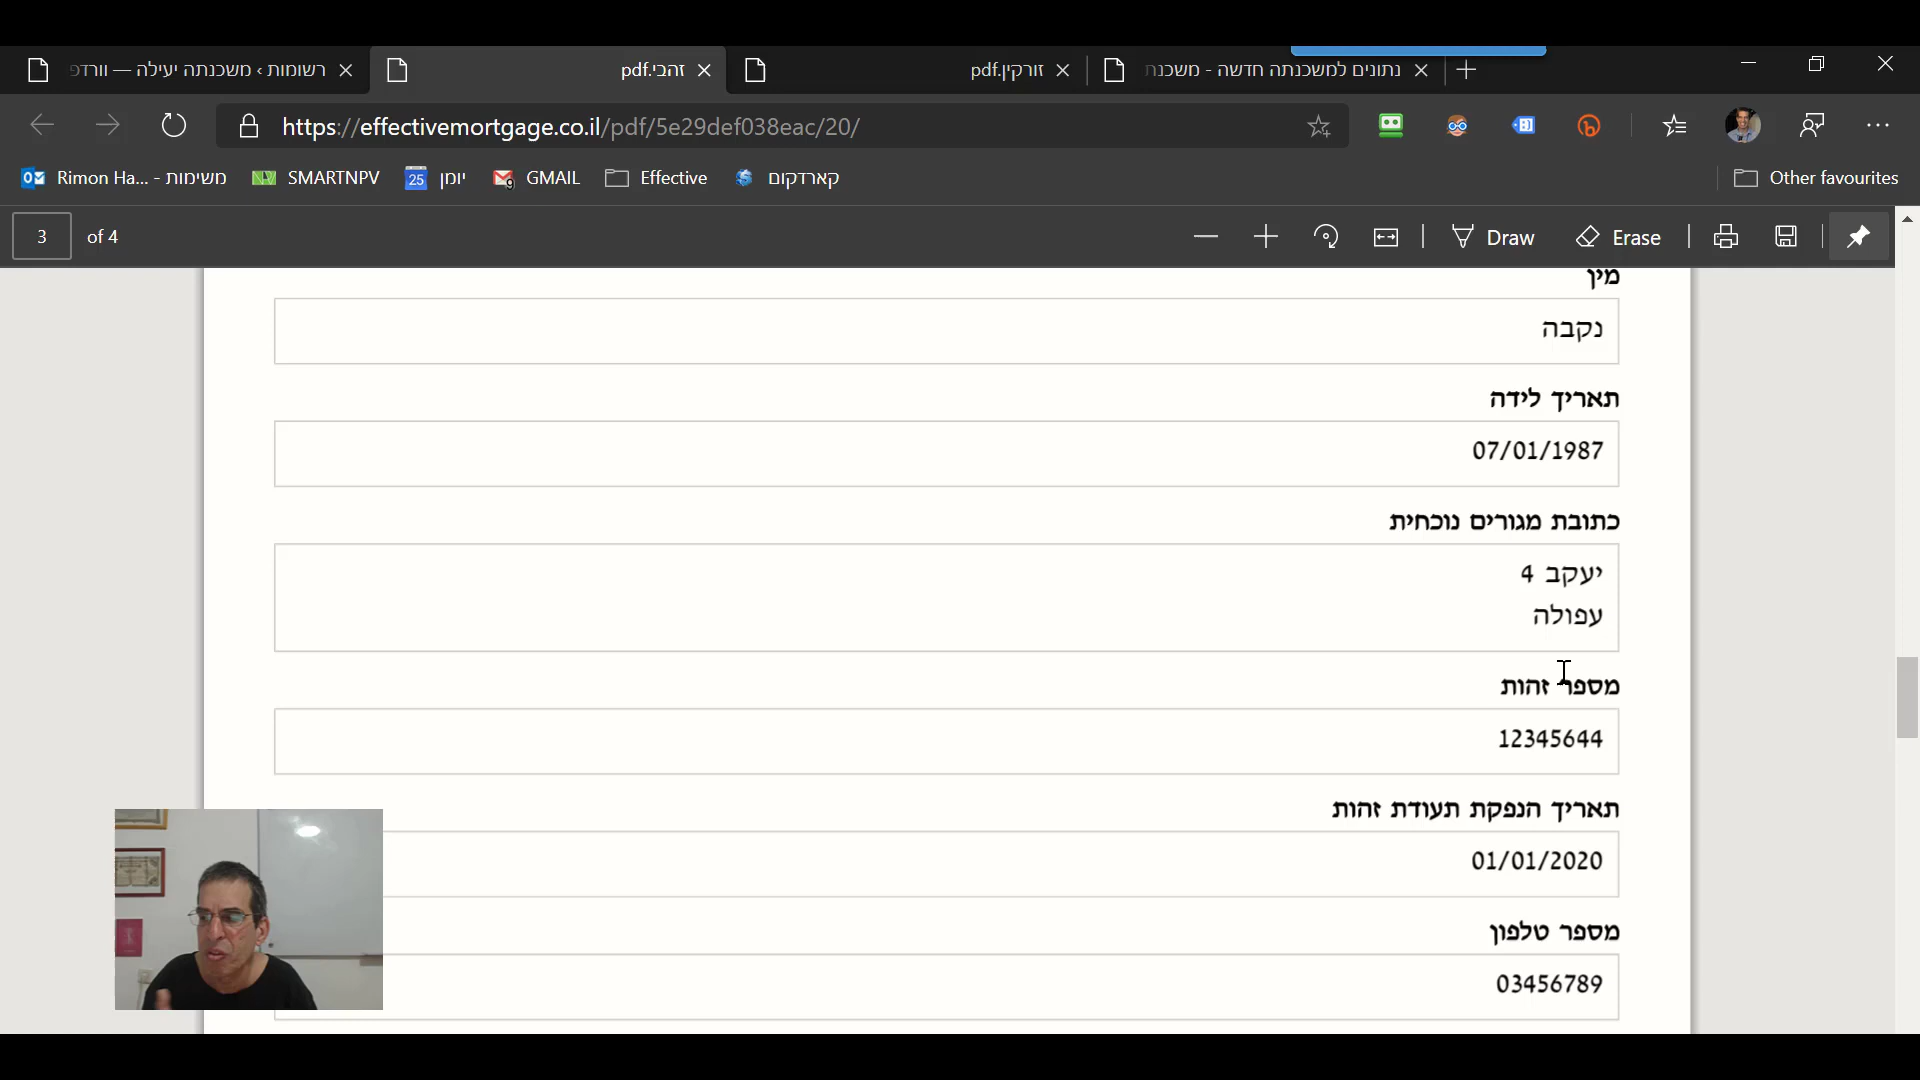 רשומות › משכנתה יעילה — וורדפ
זהבי.pdf
זורקין.pdf
נתונים למשכנתה חדשה - משכנת
https://effectivemortgage.co.il/pdf/5e29def038eac/20/
Rimon Ha... - משימות
SMARTNPV
25 יומן
GMAIL
Effective
קארדקום
Other favourites
3 of 4
Draw
Erase
מין
נקבה
תאריך לידה
07/01/1987
כתובת מגורים נוכחית
יעקב 4
עפולה
מספר זהות
12345644
תאריך הנפקת תעודת זהות
01/01/2020
מספר טלפון
03456789